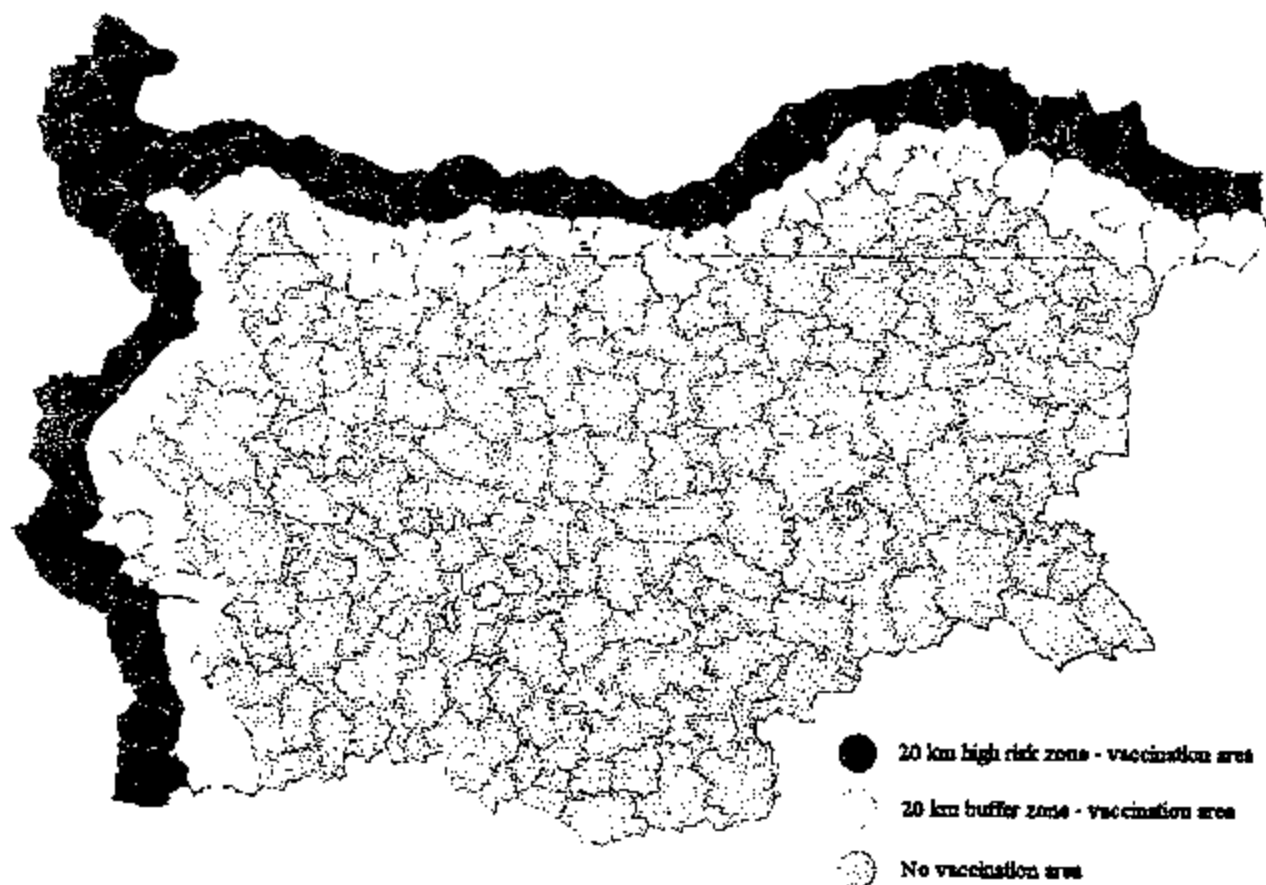 20 km high risk zone - vaccination area
20 km buffer zone - vaccination area
No vaccination area